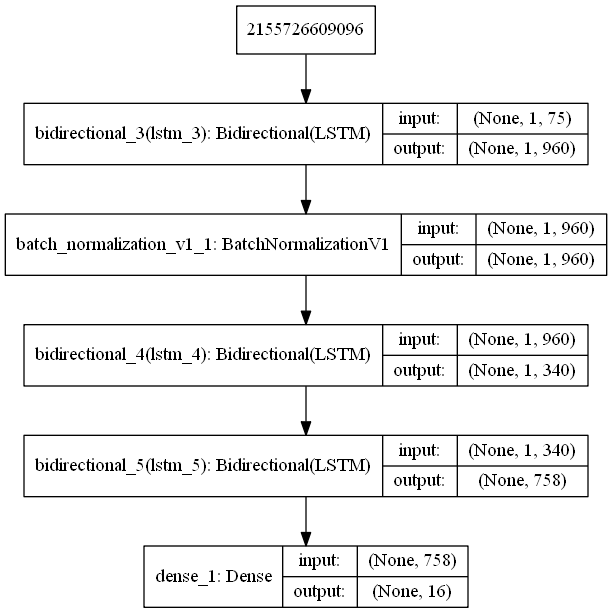 2155726609096
bidirectional_3(lstm_3): Bidirectional(LSTM)
input: (None, 1, 75)
output: (None, 1, 960)
batch_normalization_v1_1: BatchNormalizationV1
input: (None, 1, 960)
output: (None, 1, 960)
bidirectional_4(lstm_4): Bidirectional(LSTM)
input: (None, 1, 960)
output: (None, 1, 340)
bidirectional_5(lstm_5): Bidirectional(LSTM)
input: (None, 1, 340)
output: (None, 758)
dense_1: Dense
input: (None, 758)
output: (None, 16)